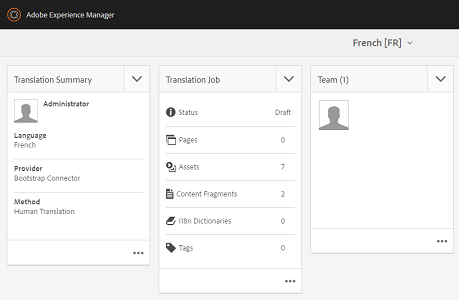 Adobe Experience Manager
French [FR]
Translation Summary
Administrator
Language
French
Provider
Bootstrap Connector
Method
Human Translation
Translation Job
Status Draft
Pages 0
Assets 7
Content Fragments 2
I18n Dictionaries 0
Tags 0
Team (1)